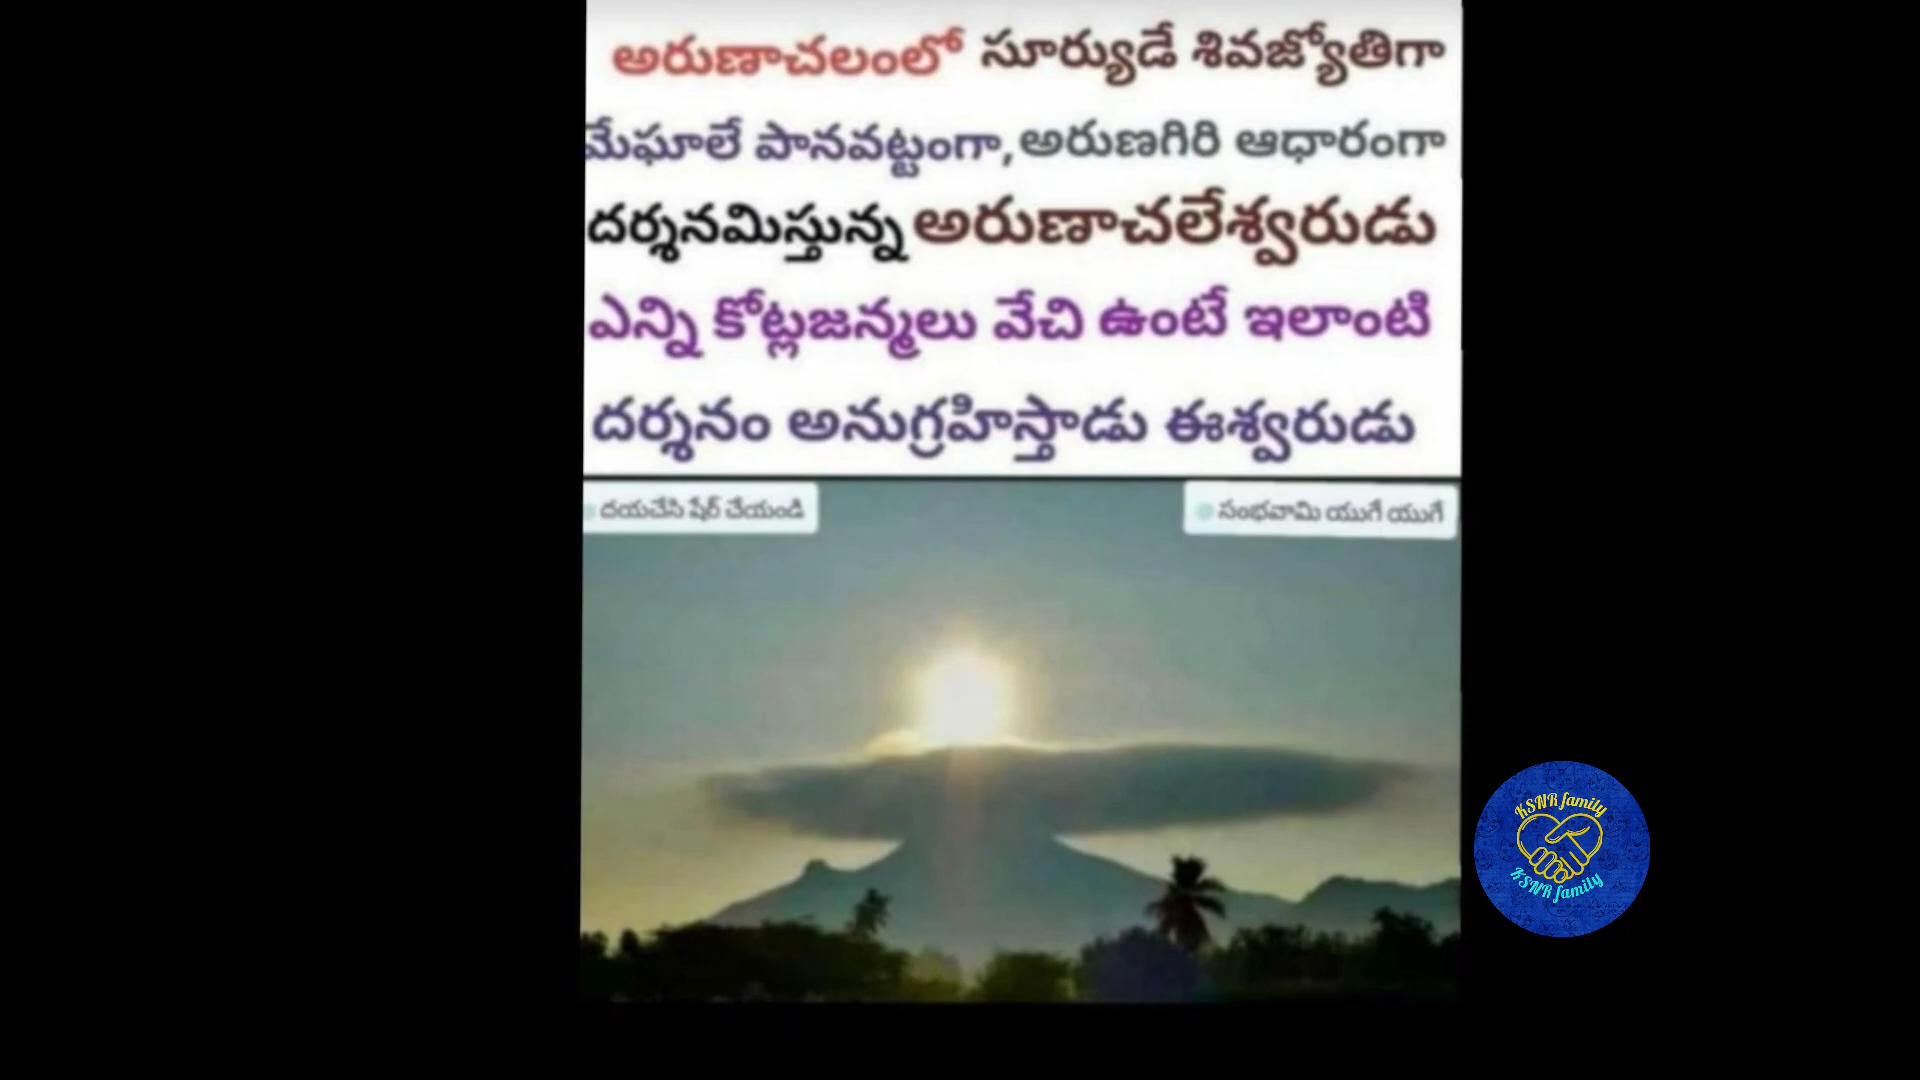 అరుణాచలంలో సూర్యుడే శివజ్యోతిగా
మేఘాలే పానవట్టంగా, అరుణగిరి ఆధారంగా
దర్శనమిస్తున్న అరుణాచలేశ్వరుడు
ఎన్ని కోట్లజన్మలు వేచి ఉంటే ఇలాంటి
దర్శనం అనుగ్రహిస్తాడు ఈశ్వరుడు
దయచేసి షేర్ చేయండి
సంభవామి యుగే యుగే
KSNR family
KSNR family